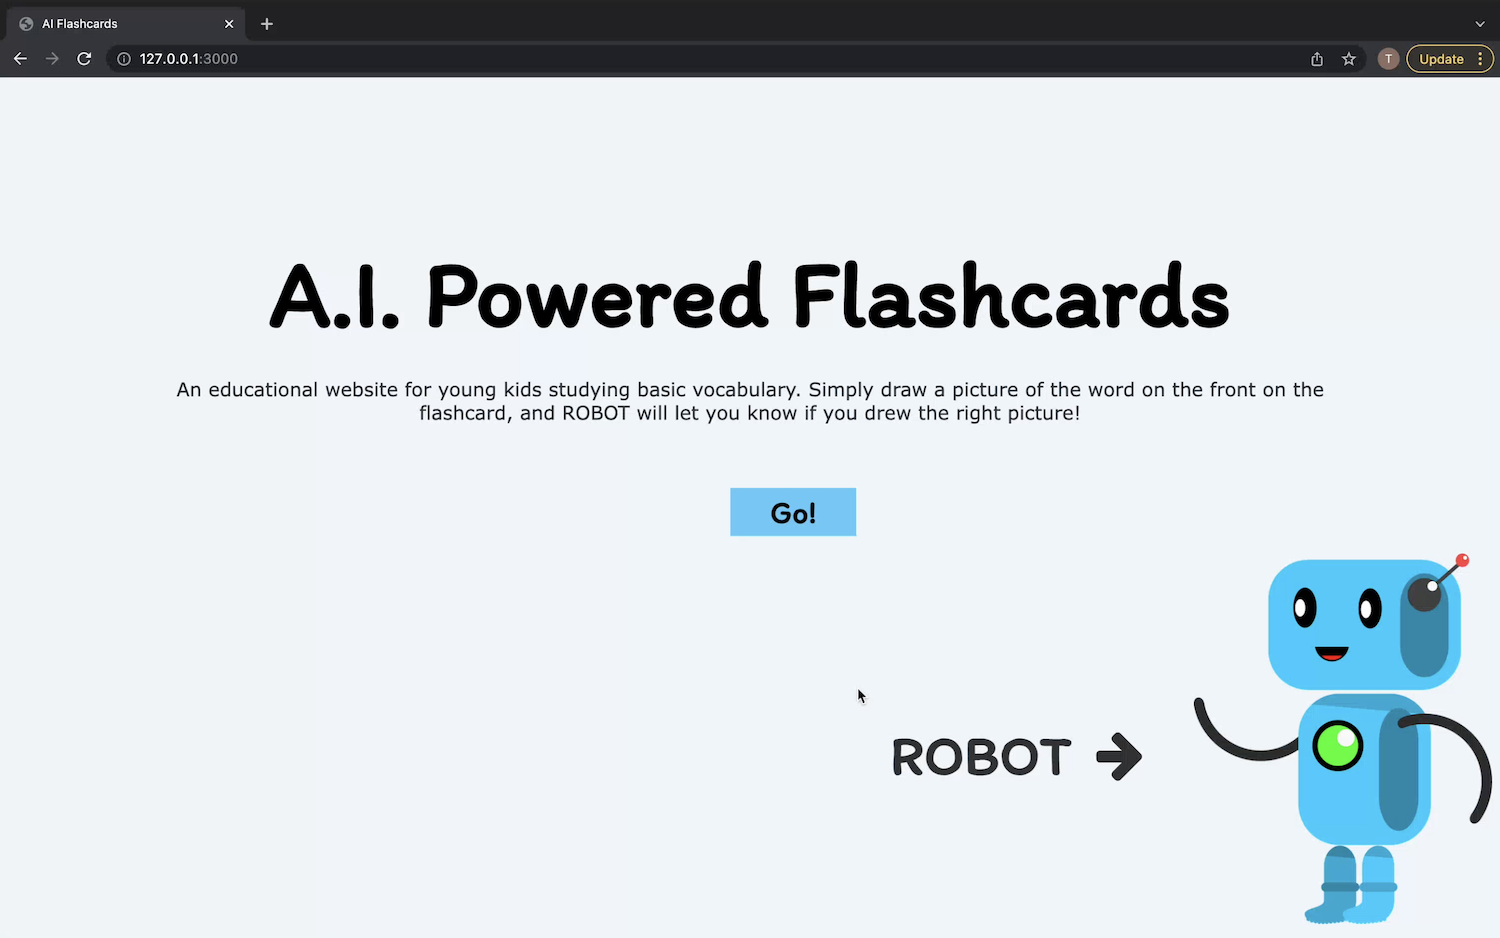 AI Flashcards
127.0.0.1:3000
T
Update
A.I. Powered Flashcards
An educational website for young kids studying basic vocabulary. Simply draw a picture of the word on the front on the
flashcard, and ROBOT will let you know if you drew the right picture!
Go!
ROBOT